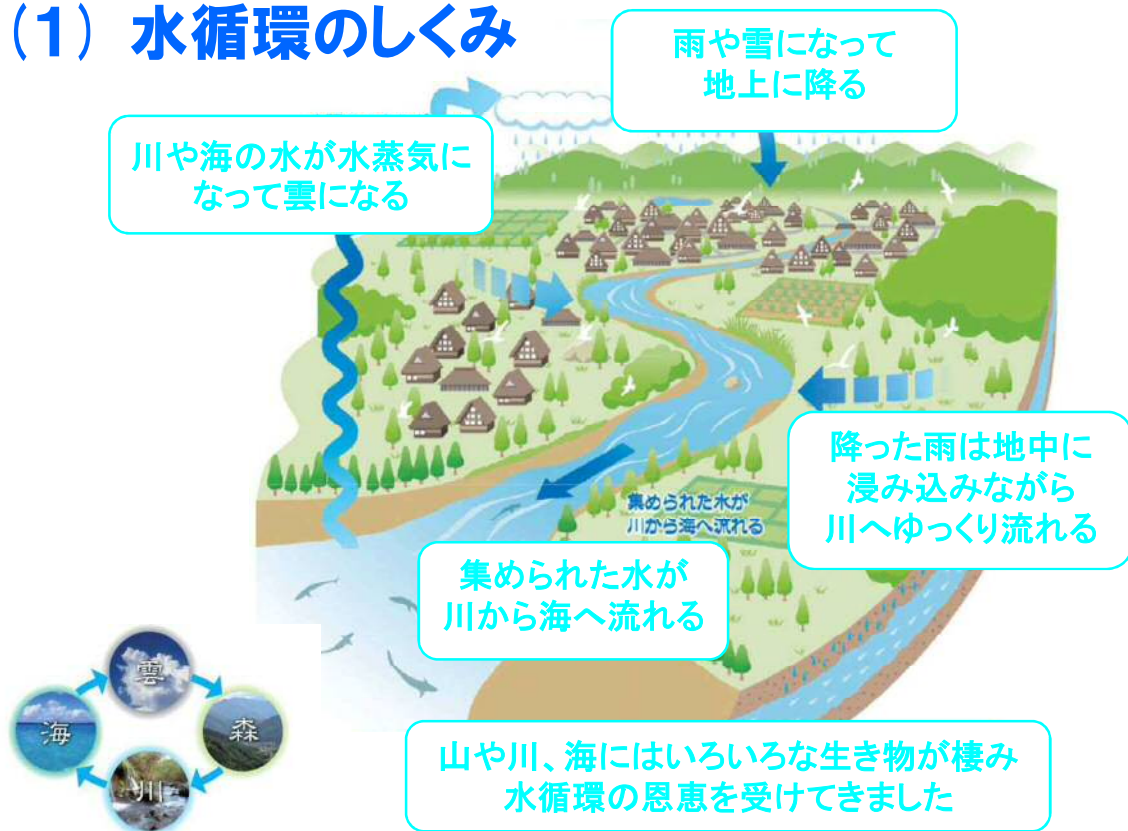 (1) 水循環のしくみ
雨や雪になって
地上に降る
川や海の水が水蒸気に
なって雲になる
降った雨は地中に
浸み込みながら
川へゆっくり流れる
集められた水が
川から海へ流れる
集められた水が
川から海へ流れる
雲
海
森
川
山や川、海にはいろいろな生き物が棲み
水循環の恩恵を受けてきました